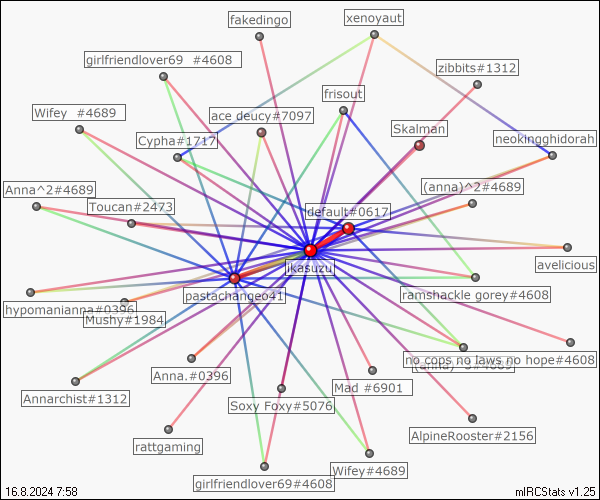 fakedingo
xenoyaut
girlfriendlover69 #4608
zibbits#1312
frisout
Wifey #4689
ace deucy#7097
Skalman
Cypha#1717
neokingghidorah
Anna^2#4689
(anna)^2#4689
Toucan#2473
default#0617
avelicious
jikasuzu
pastachangeo41
ramshackle gorey#4608
hypomanianna#0396
Mushy#1984
no cops no laws no hope#4608
Anna.#0396
Mad #6901
Annarchist#1312
Soxy Foxy#5076
AlpineRooster#2156
rattgaming
Wifey#4689
girlfriendlover69#4608
16.8.2024 7:58
mIRCStats v1.25